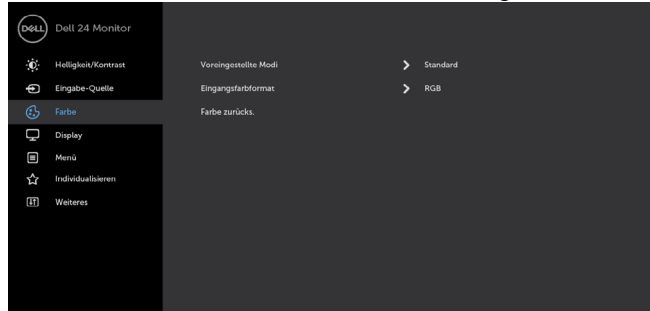 DELL Dell 24 Monitor
Helligkeit/Kontrast Voreingestellte Modi Standard
Eingabe-Quelle Eingangsfarbformat RGB
Farbe Farbe zurücks.
Display
Menü
Individualisieren
Weiteres